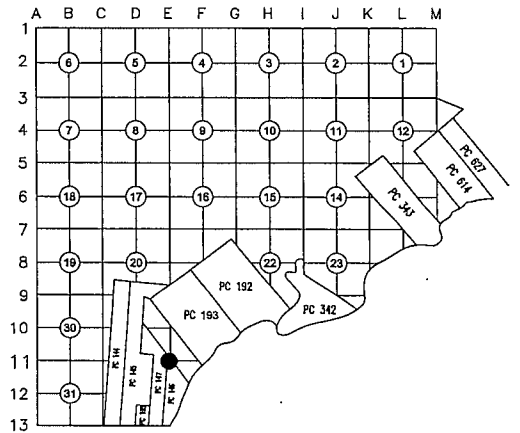 A B C D E F G H I J K L M
1
2 6 5 4 3 2 1
3
4 7 8 9 10 11 12
5
PC 627
PC 614
6 18 17 16 15 14
PC 343
7
8 19 20 22 23
9
PC 192
PC 342
PC 193
10 30
PC 144
PC 145
PC 147
PC 146
11
12 31
13